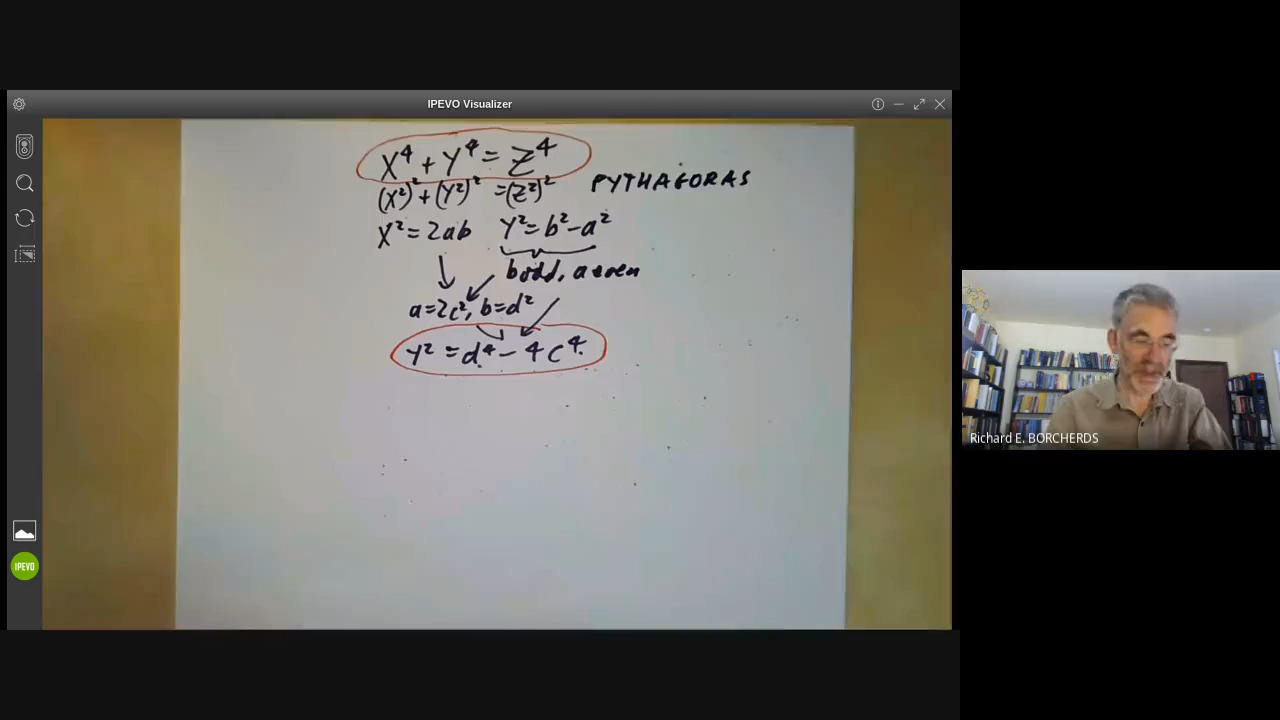 IPEVO Visualizer
X⁴ + Y⁴ = Z⁴
(X²)² + (Y²)² = (Z²)² PYTHAGORAS
X² = 2ab Y² = b² - a²
b odd, a even
a = 2c², b = d²
Y² = d⁴ - 4c⁴.
Richard E. BORCHERDS
IPEVO